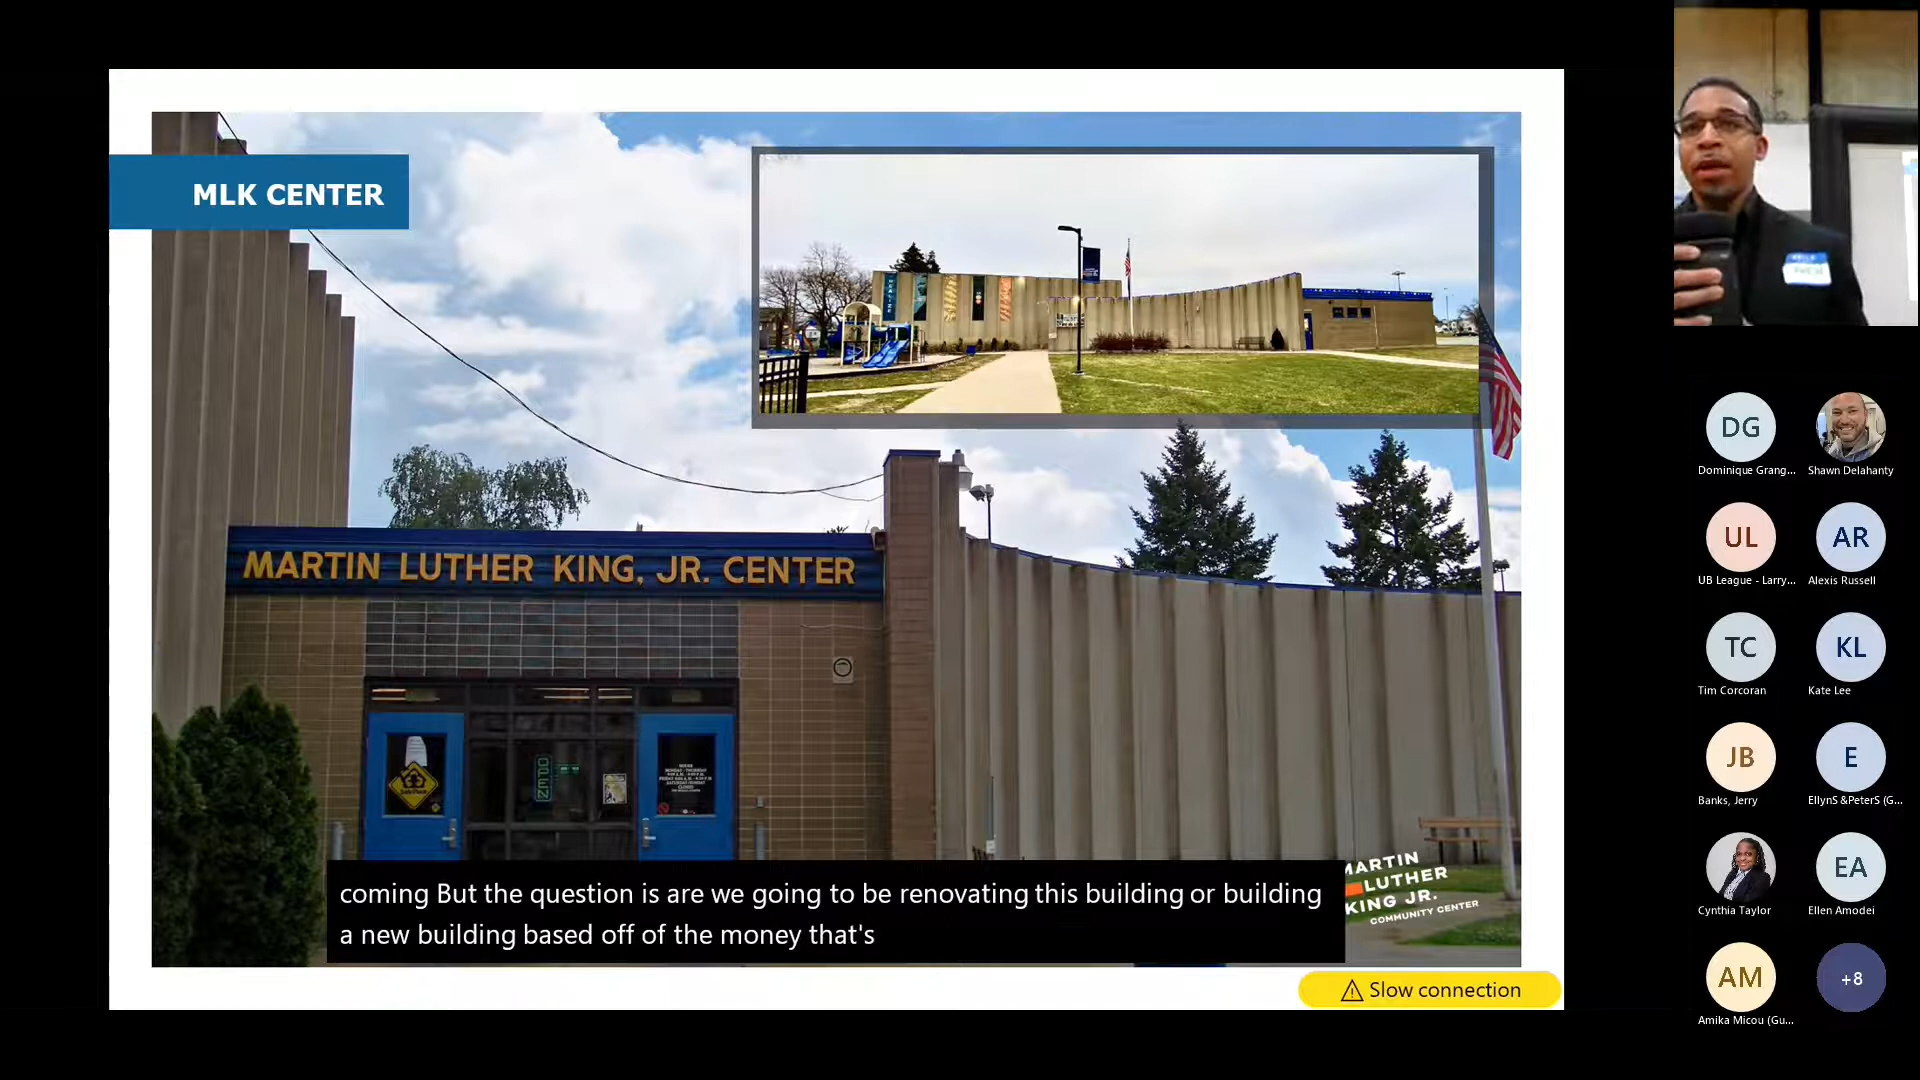 MLK CENTER
MARTIN LUTHER KING, JR. CENTER
OPEN
coming But the question is are we going to be renovating this building or building
a new building based off of the money that's
MARTIN
LUTHER
KING JR.
COMMUNITY CENTER
Slow connection
DG
Dominique Grang...
Shawn Delahanty
UL
UB League - Larry...
AR
Alexis Russell
TC
Tim Corcoran
KL
Kate Lee
JB
Banks, Jerry
E
EllynS &PeterS (G...
Cynthia Taylor
EA
Ellen Amodei
AM
Amika Micou (Gu...
+8